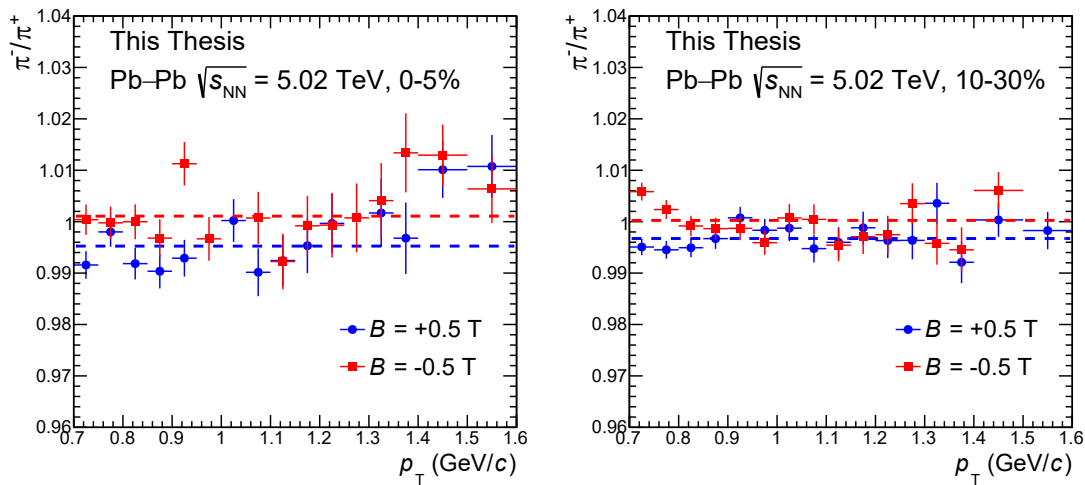 π⁻/π⁺
1.04
1.03
1.02
1.01
1
0.99
0.98
0.97
0.96
This Thesis
Pb–Pb √sNN = 5.02 TeV, 0-5%
B = +0.5 T
B = -0.5 T
0.7 0.8 0.9 1 1.1 1.2 1.3 1.4 1.5 1.6
pT (GeV/c)
π⁻/π⁺
1.04
1.03
1.02
1.01
1
0.99
0.98
0.97
0.96
This Thesis
Pb–Pb √sNN = 5.02 TeV, 10-30%
B = +0.5 T
B = -0.5 T
0.7 0.8 0.9 1 1.1 1.2 1.3 1.4 1.5 1.6
pT (GeV/c)